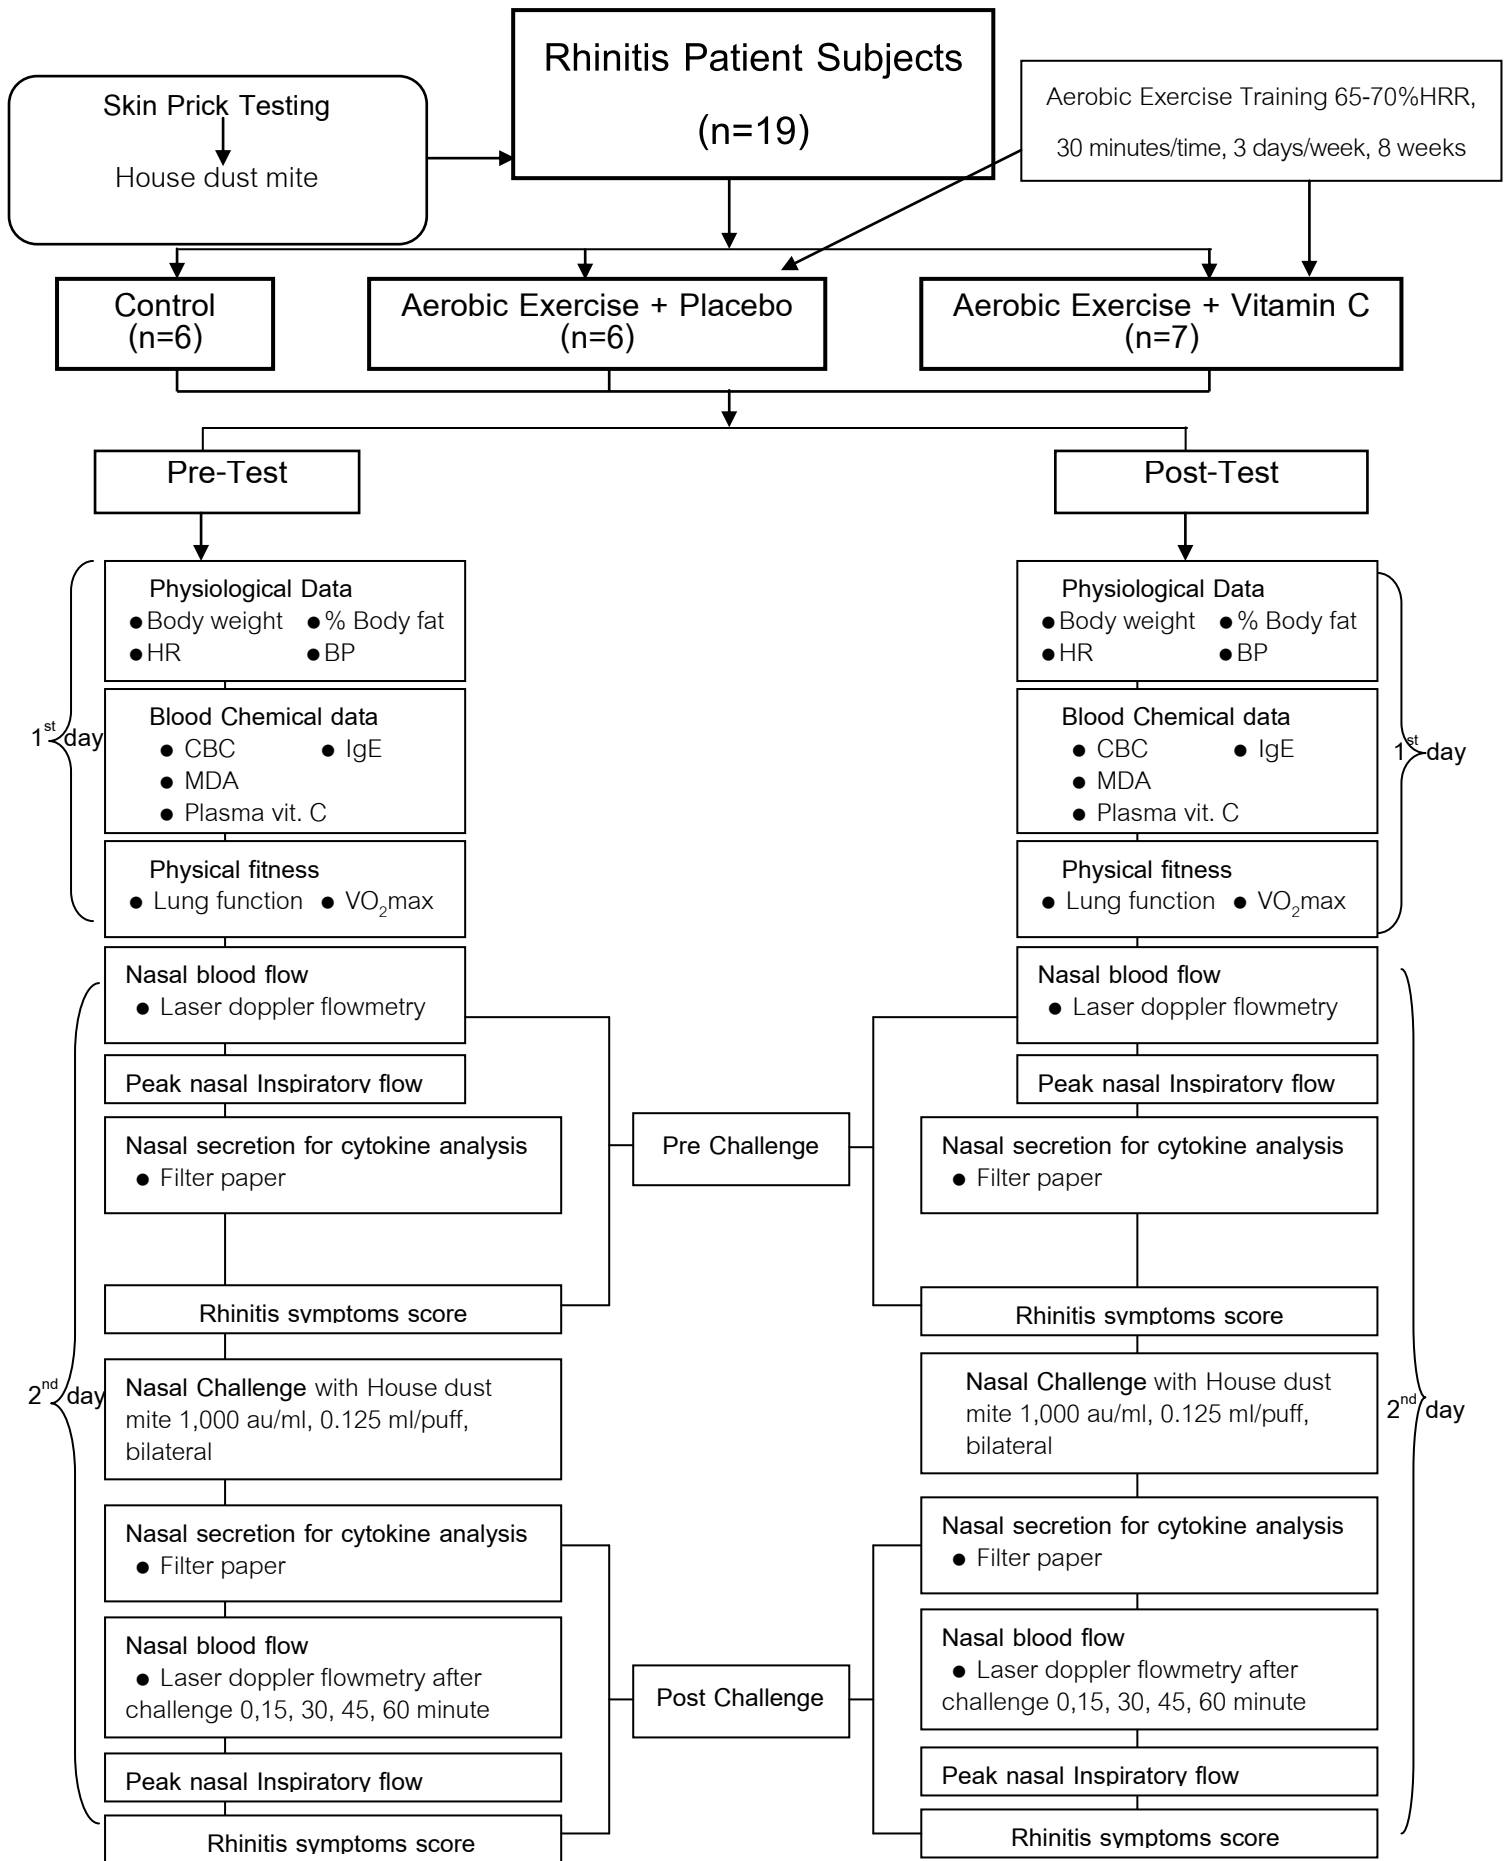 Rhinitis Patient Subjects
(n=19)
Skin Prick Testing
House dust mite
Aerobic Exercise Training 65-70%HRR,
30 minutes/time, 3 days/week, 8 weeks
Control
(n=6)
Aerobic Exercise + Placebo
(n=6)
Aerobic Exercise + Vitamin C
(n=7)
Pre-Test
Post-Test
1st day
Physiological Data
● Body weight ● % Body fat
● HR ● BP
Blood Chemical data
● CBC ● IgE
● MDA
● Plasma vit. C
Physical fitness
● Lung function ● VO2max
2nd day
Nasal blood flow
● Laser doppler flowmetry
Peak nasal Inspiratory flow
Nasal secretion for cytokine analysis
● Filter paper
Rhinitis symptoms score
Nasal Challenge with House dust
mite 1,000 au/ml, 0.125 ml/puff,
bilateral
Nasal secretion for cytokine analysis
● Filter paper
Nasal blood flow
● Laser doppler flowmetry after
challenge 0,15, 30, 45, 60 minute
Peak nasal Inspiratory flow
Rhinitis symptoms score
Pre Challenge
Post Challenge
Physiological Data
● Body weight ● % Body fat
● HR ● BP
Blood Chemical data
● CBC ● IgE
● MDA
● Plasma vit. C
Physical fitness
● Lung function ● VO2max
1st day
Nasal blood flow
● Laser doppler flowmetry
Peak nasal Inspiratory flow
Nasal secretion for cytokine analysis
● Filter paper
Rhinitis symptoms score
Nasal Challenge with House dust
mite 1,000 au/ml, 0.125 ml/puff,
bilateral
Nasal secretion for cytokine analysis
● Filter paper
Nasal blood flow
● Laser doppler flowmetry after
challenge 0,15, 30, 45, 60 minute
Peak nasal Inspiratory flow
Rhinitis symptoms score
2nd day